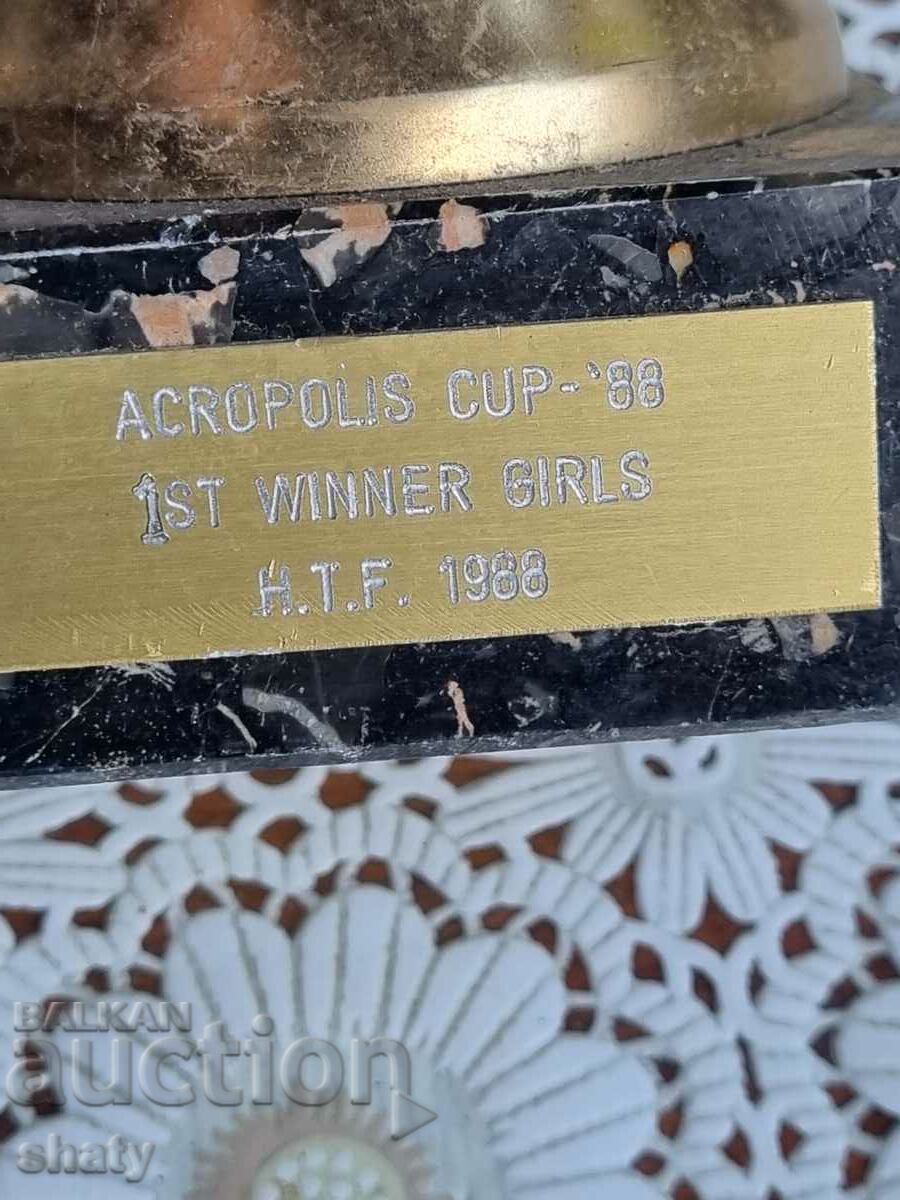 ACROPOLIS CUP-'88
1ST WINNER GIRLS
H.T.F. 1988
BALKAN
auction
shaty